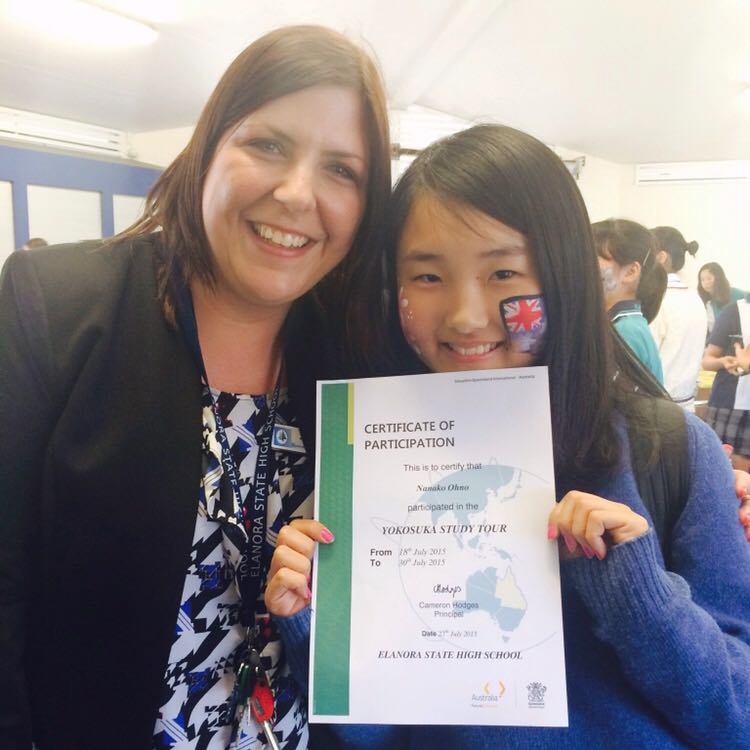 Education Queensland International - Australia
CERTIFICATE OF
PARTICIPATION
This is to certify that
Nanako Ohno
participated in the
YOKOSUKA STUDY TOUR
From 18th July 2015
To 30th July 2015
Cameron Hodges
Principal
Date 27th July 2015
ELANORA STATE HIGH SCHOOL
Australia
ORA STATE
ELANORA STATE HIGH SCHOOL